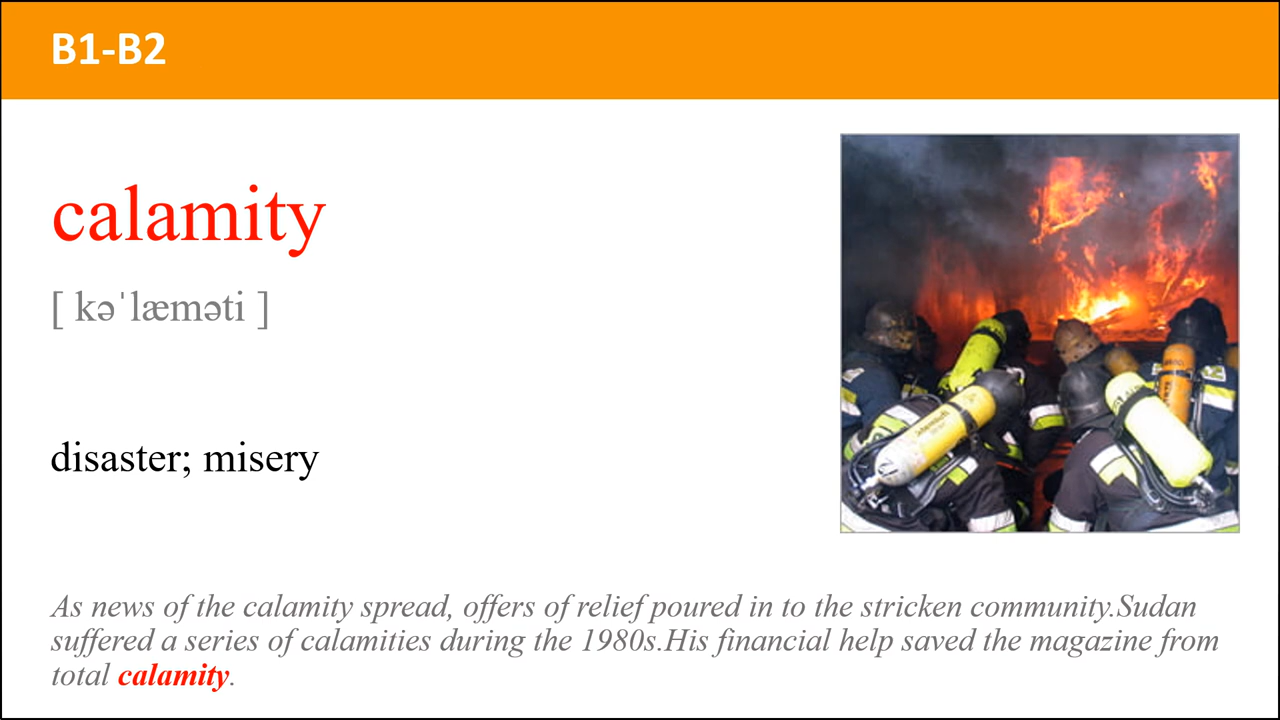 B1-B2
calamity
[ kəˈlæməti ]
disaster; misery
As news of the calamity spread, offers of relief poured in to the stricken community.Sudan
suffered a series of calamities during the 1980s.His financial help saved the magazine from
total calamity.